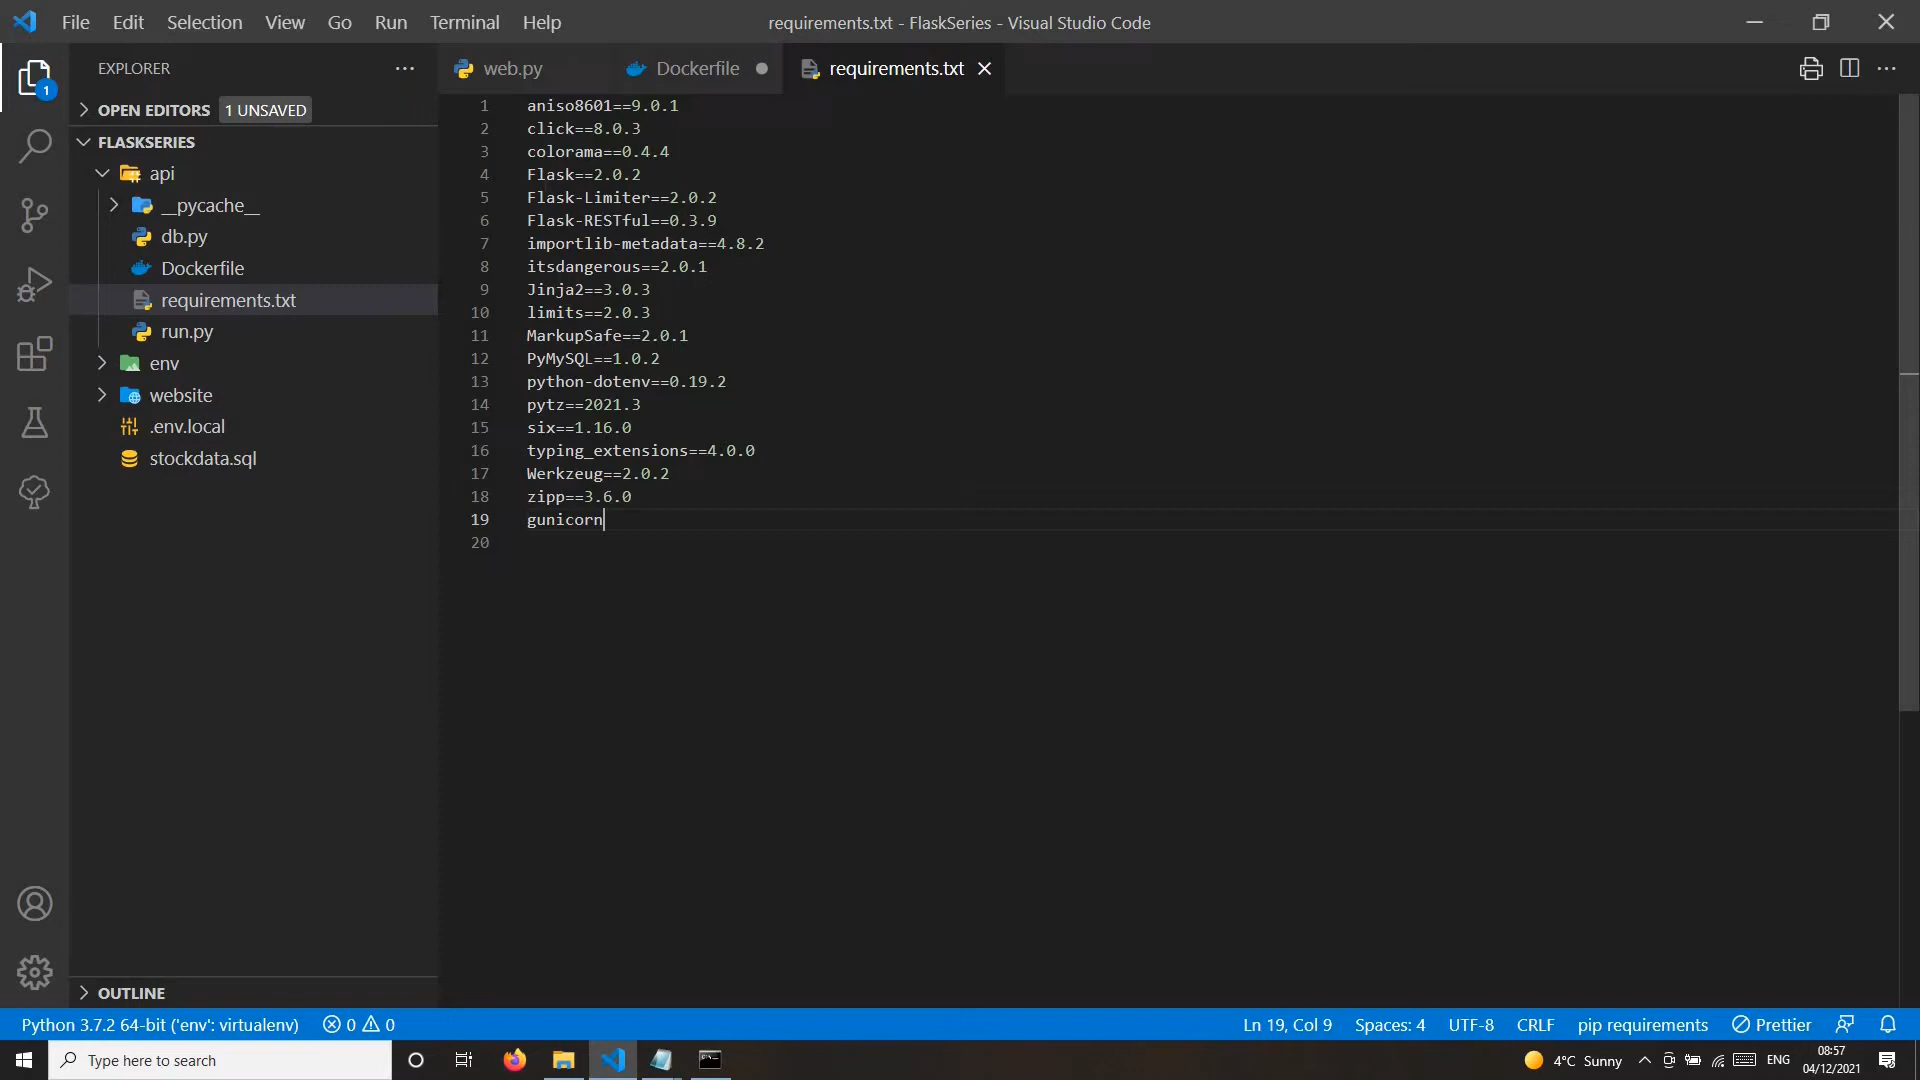 File Edit Selection View Go Run Terminal Help
requirements.txt - FlaskSeries - Visual Studio Code
EXPLORER
1
OPEN EDITORS 1 UNSAVED
FLASKSERIES
api
__pycache__
db.py
Dockerfile
requirements.txt
run.py
env
website
.env.local
stockdata.sql
OUTLINE
web.py Dockerfile requirements.txt
1 aniso8601==9.0.1
2 click==8.0.3
3 colorama==0.4.4
4 Flask==2.0.2
5 Flask-Limiter==2.0.2
6 Flask-RESTful==0.3.9
7 importlib-metadata==4.8.2
8 itsdangerous==2.0.1
9 Jinja2==3.0.3
10 limits==2.0.3
11 MarkupSafe==2.0.1
12 PyMySQL==1.0.2
13 python-dotenv==0.19.2
14 pytz==2021.3
15 six==1.16.0
16 typing_extensions==4.0.0
17 Werkzeug==2.0.2
18 zipp==3.6.0
19 gunicorn
20
Python 3.7.2 64-bit ('env': virtualenv) 0 0 Ln 19, Col 9 Spaces: 4 UTF-8 CRLF pip requirements Prettier
Type here to search 4°C Sunny ENG 08:57
04/12/2021